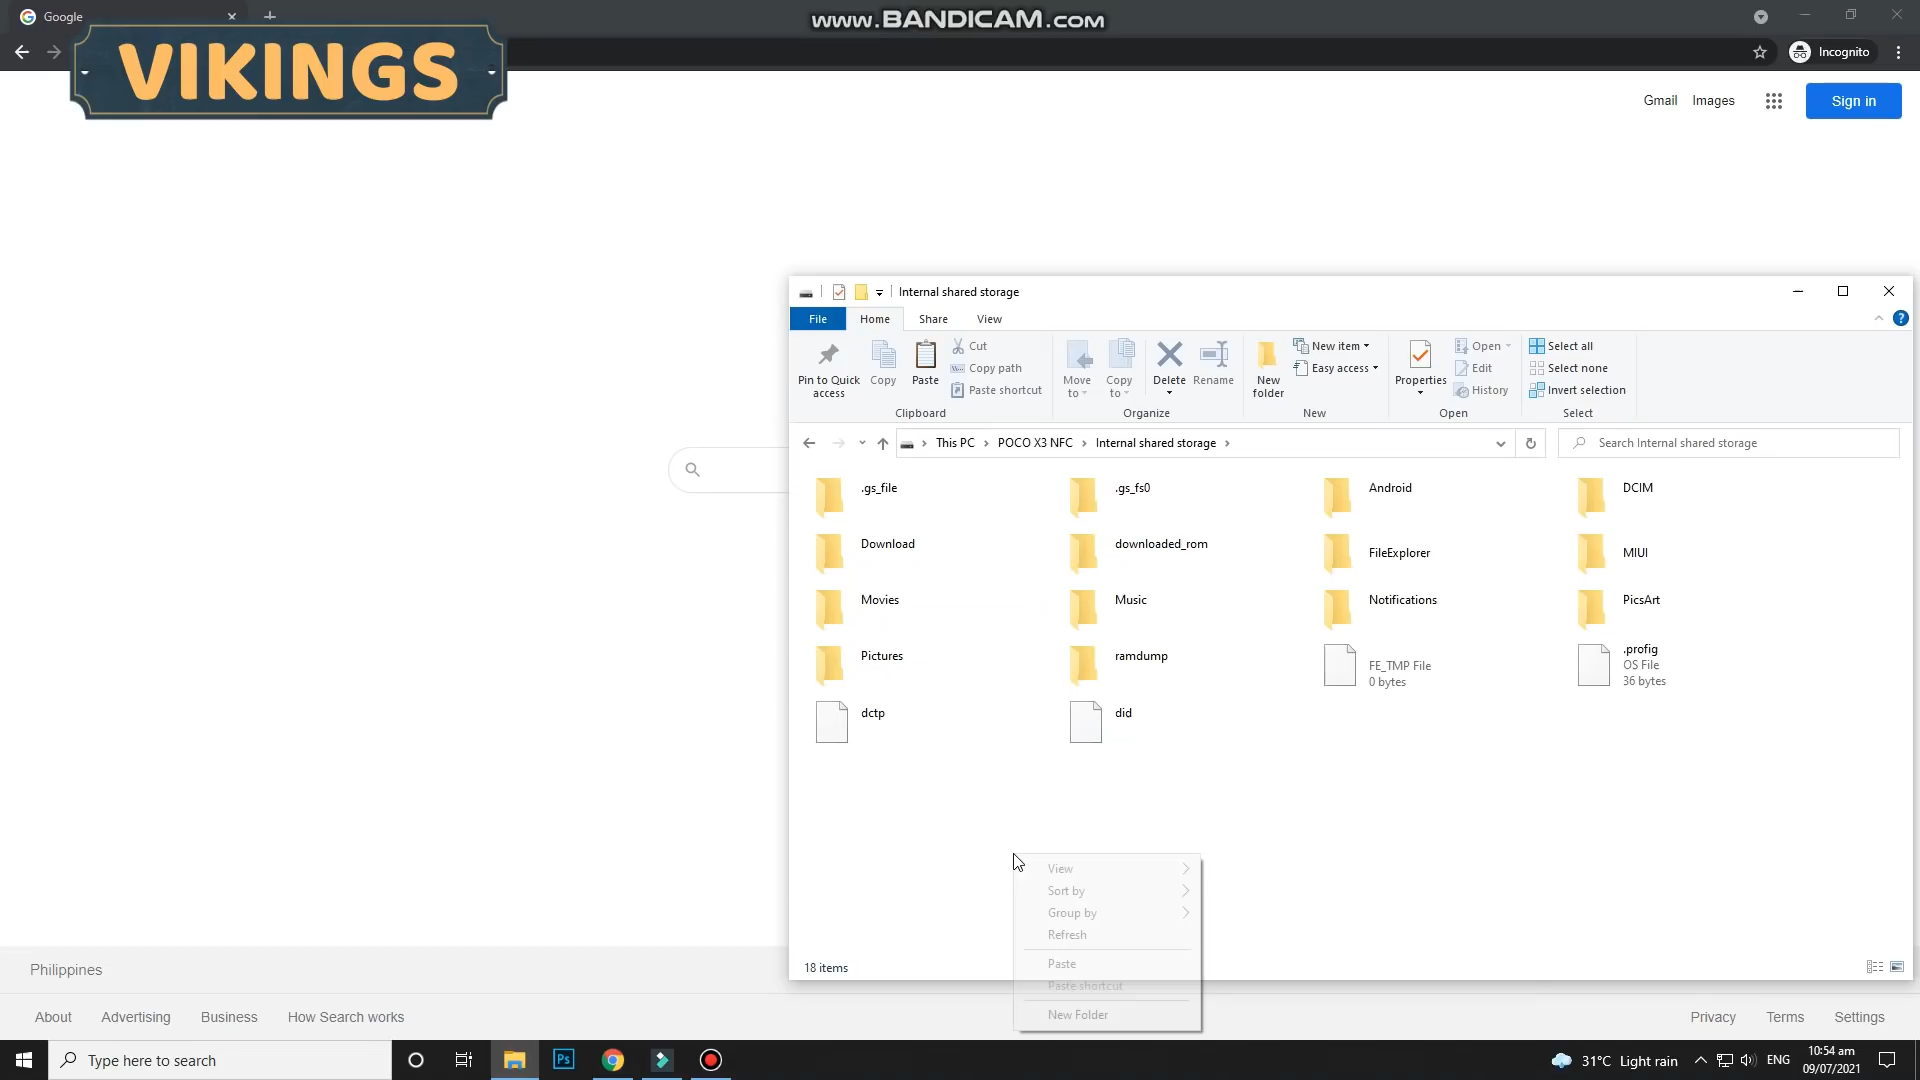 Google
www.BANDICAM.com
VIKINGS
Incognito
Gmail
Images
Sign in
Internal shared storage
File
Home
Share
View
Pin to Quick access
Copy
Paste
Cut
Copy path
Paste shortcut
Clipboard
Move to
Copy to
Delete
Rename
Organize
New folder
New item
Easy access
New
Properties
Open
Edit
History
Open
Select all
Select none
Invert selection
Select
This PC
POCO X3 NFC
Internal shared storage
Search Internal shared storage
.gs_file
.gs_fs0
Android
DCIM
Download
downloaded_rom
FileExplorer
MIUI
Movies
Music
Notifications
PicsArt
Pictures
ramdump
FE_TMP File
0 bytes
.profig
OS File
36 bytes
dctp
did
View
Sort by
Group by
Refresh
Paste
Paste shortcut
New Folder
18 items
Philippines
About
Advertising
Business
How Search works
Privacy
Terms
Settings
Type here to search
Ps
31°C Light rain
ENG
10:54 am
09/07/2021